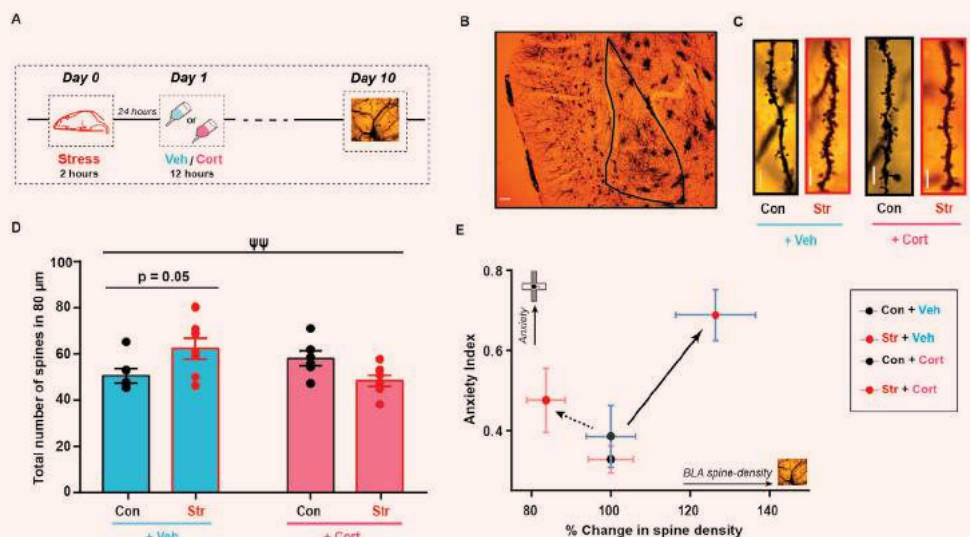 A
Day 0
Day 1
Day 10
24 hours
or
Stress
2 hours
Veh / Cort
12 hours
B
C
Con
Str
Con
Str
+ Veh
+ Cort
D
ψψ
p = 0.05
Total number of spines in 80 μm
80
60
40
20
0
Con
Str
Con
Str
+ Veh
+ Cort
E
Anxiety Index
0.8
0.6
0.4
Anxiety
BLA spine-density
80
100
120
140
% Change in spine density
Con + Veh
Str + Veh
Con + Cort
Str + Cort